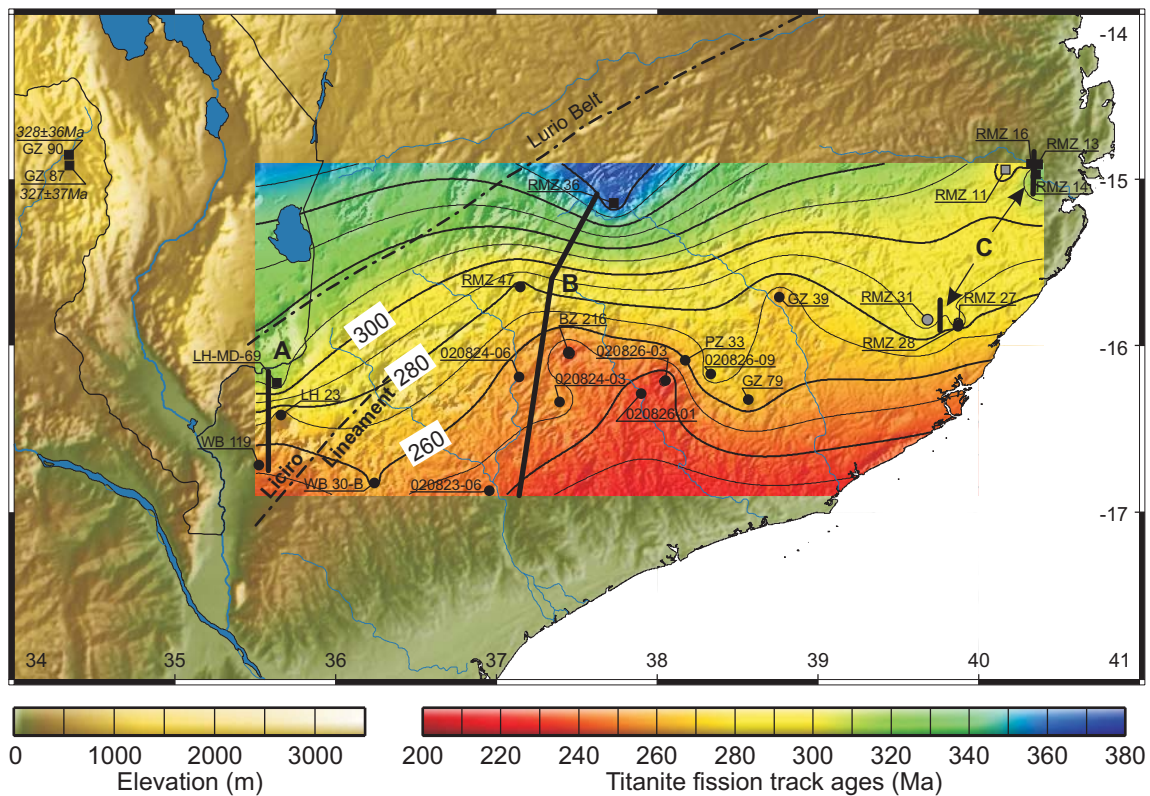 -14
Lurio Belt
328±36Ma
GZ 90
GZ 87
327±37Ma
RMZ 16
RMZ 13
-15
RMZ 36
RMZ 11
RMZ 14
C
RMZ 47
B
GZ 39
RMZ 31
RMZ 27
300
BZ 216
RMZ 28
-16
LH-MD-69
A
020824-06
020826-03
PZ 33
020826-09
280
020824-03
GZ 79
LH 23
020826-01
260
WB 119
Liciro Lineament
WB 30-B
020823-06
-17
34 35 36 37 38 39 40 41
0 1000 2000 3000
Elevation (m)
200 220 240 260 280 300 320 340 360 380
Titanite fission track ages (Ma)